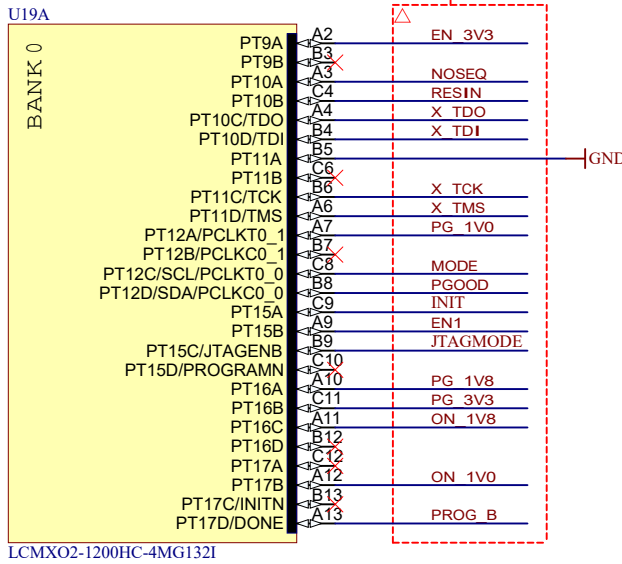 U19A
BANK 0
PT9A A2 EN_3V3
PT9B B3
PT10A A3 NOSEQ
PT10B C4 RESIN
PT10C/TDO A4 X_TDO
PT10D/TDI B4 X_TDI
PT11A B5 GND
PT11B C6
PT11C/TCK B6 X_TCK
PT11D/TMS A6 X_TMS
PT12A/PCLKT0_1 A7 PG_1V0
PT12B/PCLKC0_1 B7
PT12C/SCL/PCLKT0_0 C8 MODE
PT12D/SDA/PCLKC0_0 B8 PGOOD
PT15A C9 INIT
PT15B A9 EN1
PT15C/JTAGENB B9 JTAGMODE
PT15D/PROGRAMN C10
PT16A A10 PG_1V8
PT16B C11 PG_3V3
PT16C A11 ON_1V8
PT16D B12
PT17A C12
PT17B A12 ON_1V0
PT17C/INITN B13
PT17D/DONE A13 PROG_B
LCMXO2-1200HC-4MG132I